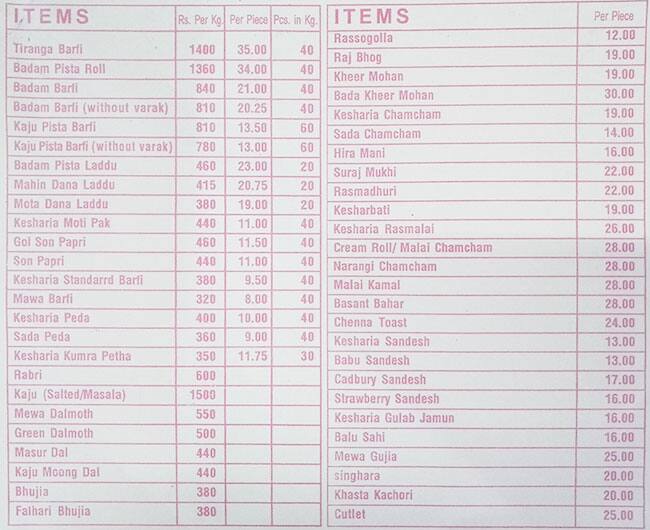 ITEMS Rs. Per Kg. Per Piece Pcs. in Kg.
Tiranga Barfi 1400 35.00 40
Badam Pista Roll 1360 34.00 40
Badam Barfi 840 21.00 40
Badam Barfi (without varak) 810 20.25 40
Kaju Pista Barfi 810 13.50 60
Kaju Pista Barfi (without varak) 780 13.00 60
Badam Pista Laddu 460 23.00 20
Mahin Dana Laddu 415 20.75 20
Mota Dana Laddu 380 19.00 20
Kesharia Moti Pak 440 11.00 40
Gol Son Papri 460 11.50 40
Son Papri 440 11.00 40
Kesharia Standarrd Barfi 380 9.50 40
Mawa Barfi 320 8.00 40
Kesharia Peda 400 10.00 40
Sada Peda 360 9.00 40
Kesharia Kumra Petha 350 11.75 30
Rabri 600
Kaju (Salted/Masala) 1500
Mewa Dalmoth 550
Green Dalmoth 500
Masur Dal 440
Kaju Moong Dal 440
Bhujia 380
Falhari Bhujia 380
ITEMS Per Piece
Rassogolla 12.00
Raj Bhog 19.00
Kheer Mohan 19.00
Bada Kheer Mohan 30.00
Kesharia Chamcham 19.00
Sada Chamcham 14.00
Hira Mani 16.00
Suraj Mukhi 22.00
Rasmadhuri 22.00
Kesharbati 19.00
Kesharia Rasmalai 26.00
Cream Roll/ Malai Chamcham 28.00
Narangi Chamcham 28.00
Malai Kamal 28.00
Basant Bahar 28.00
Chenna Toast 24.00
Kesharia Sandesh 13.00
Babu Sandesh 13.00
Cadbury Sandesh 17.00
Strawberry Sandesh 16.00
Kesharia Gulab Jamun 16.00
Balu Sahi 16.00
Mewa Gujia 25.00
singhara 20.00
Khasta Kachori 20.00
Cutlet 25.00